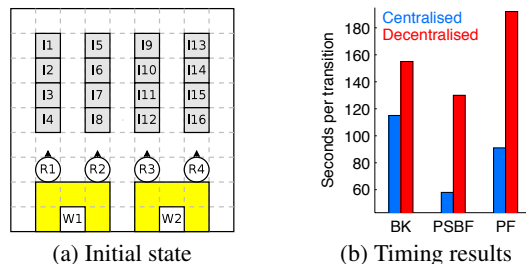 I1 I5 I9 I13
I2 I6 I10 I14
I3 I7 I11 I15
I4 I8 I12 I16
R1 R2 R3 R4
W1 W2
(a) Initial state
Centralised
Decentralised
Seconds per transition
180
160
140
120
100
80
60
BK PSBF PF
(b) Timing results